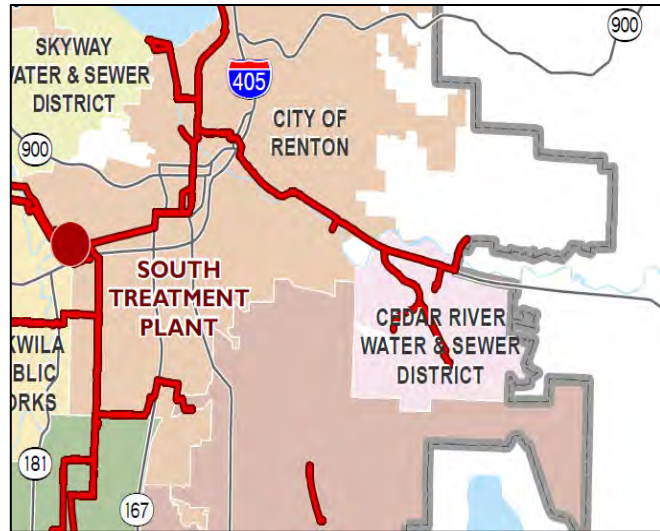 SKYWAY
WATER & SEWER
DISTRICT
900
405
CITY OF
RENTON
900
SOUTH
TREATMENT
PLANT
CEDAR RIVER
WATER & SEWER
DISTRICT
KWILA
BLIC
ORKS
181
167